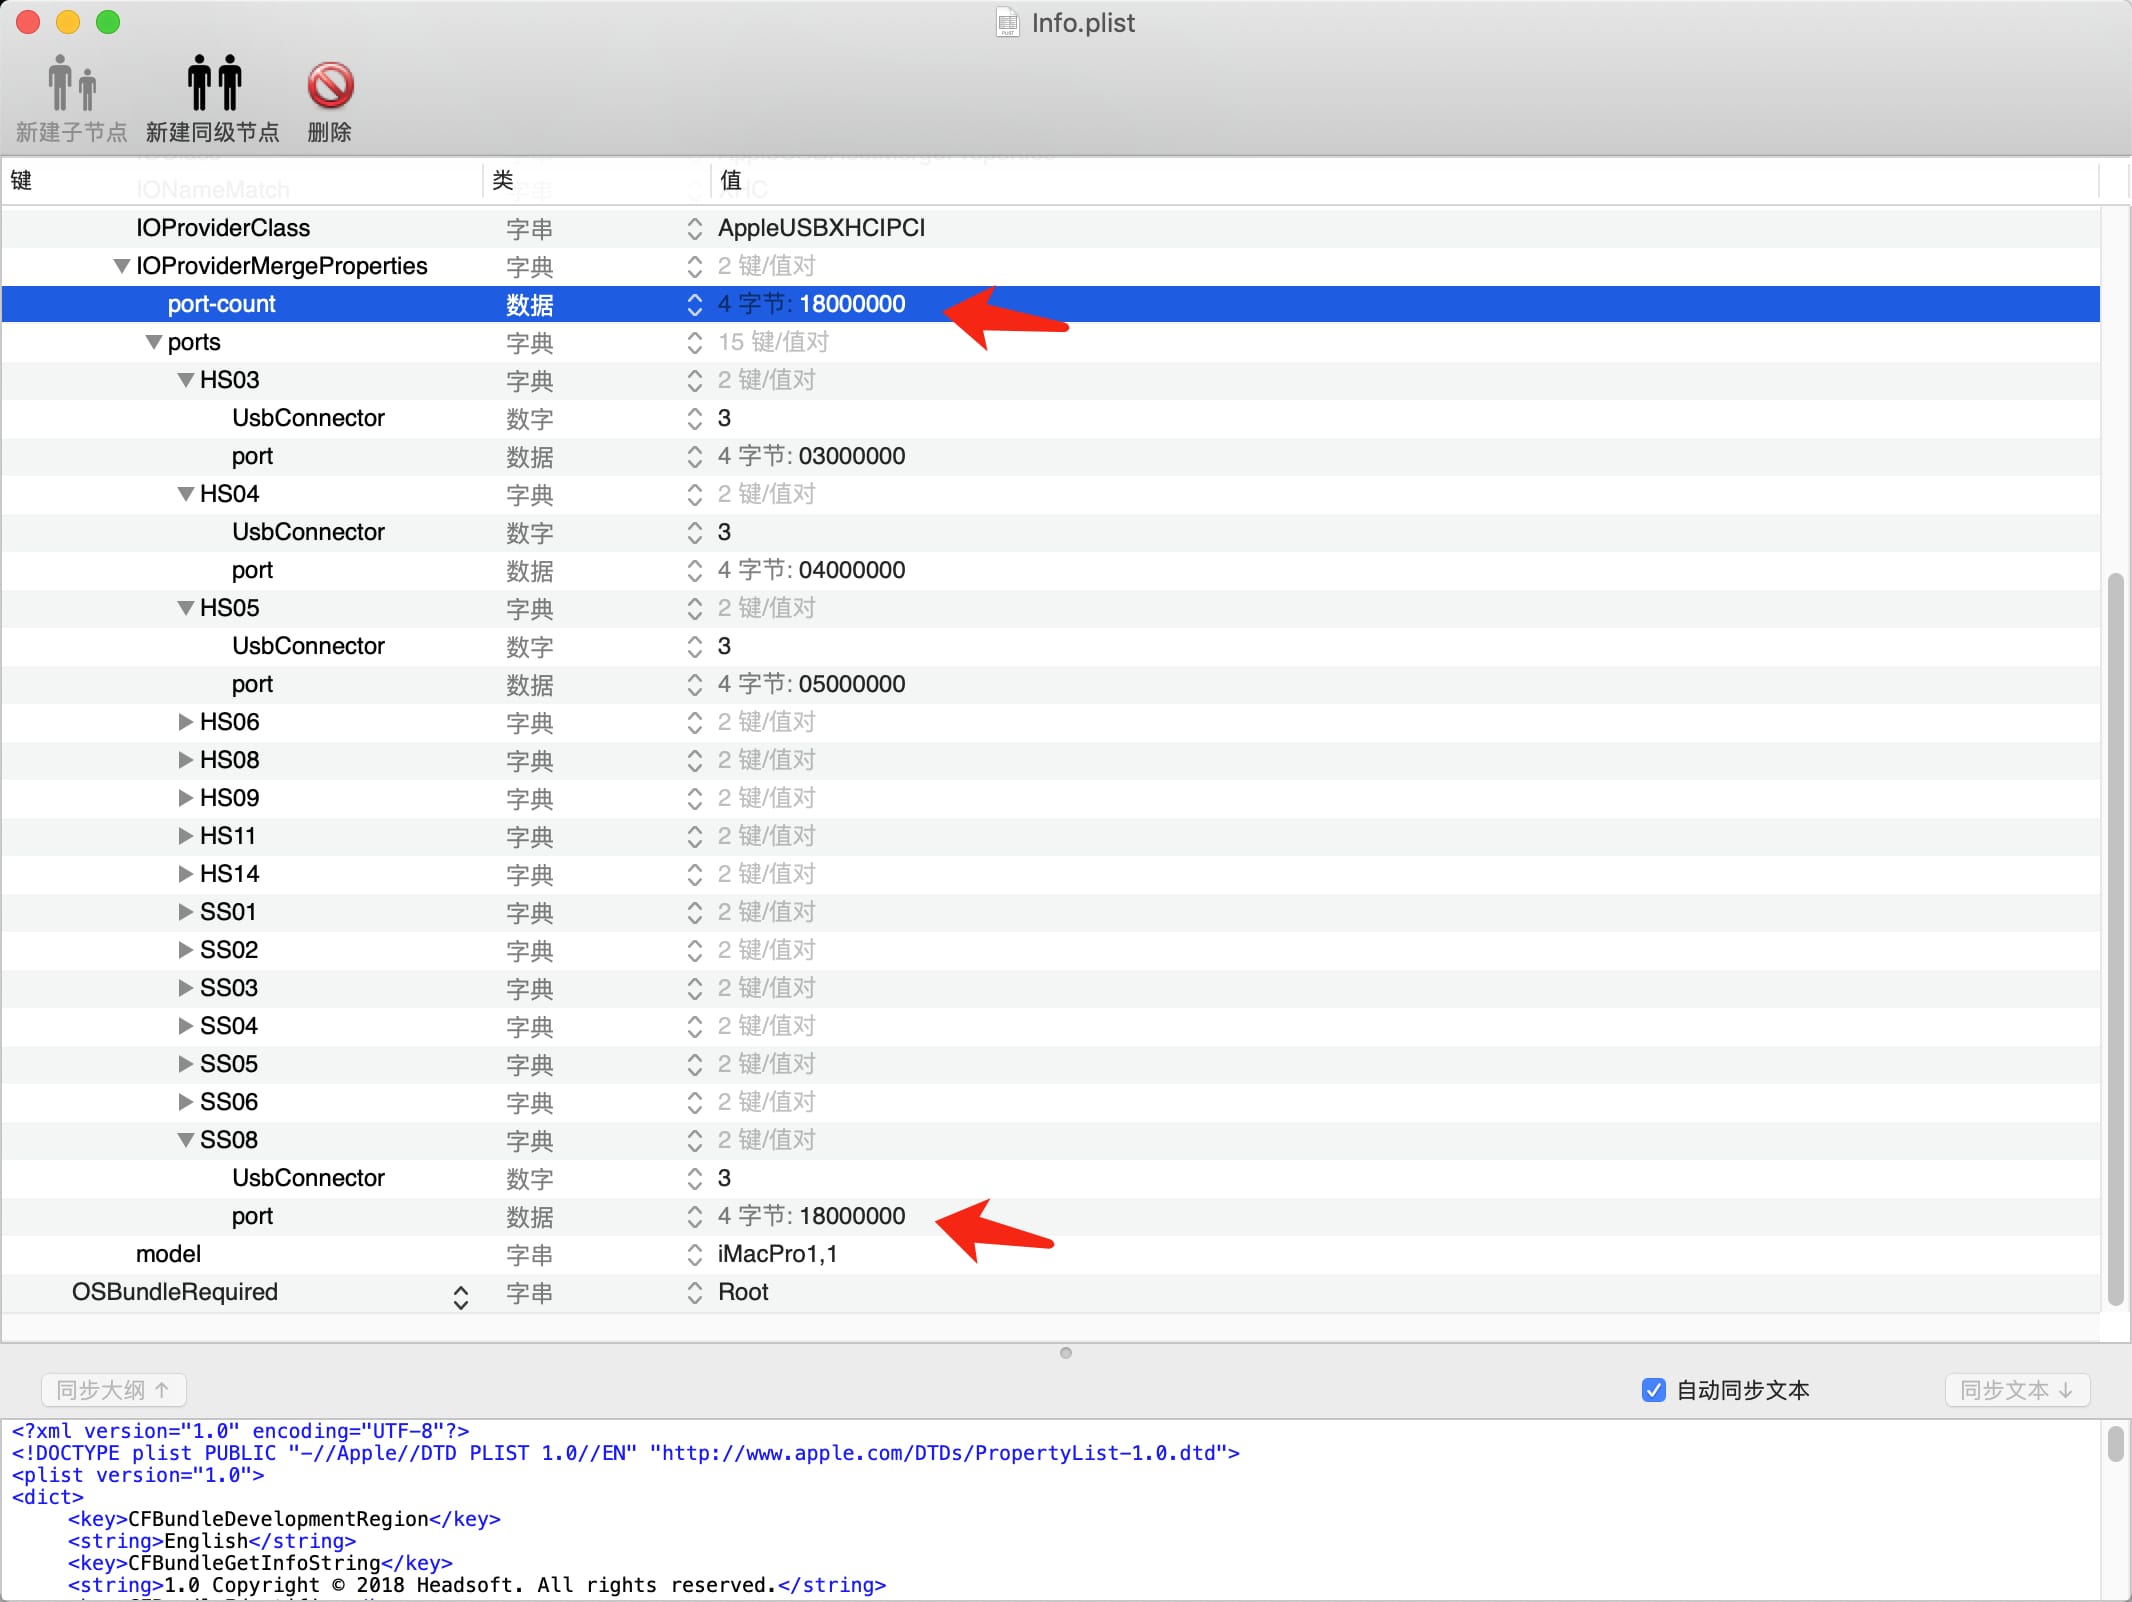 Info.plist
新建子节点 新建同级节点 删除
键 类 值
IONameMatch 字串 XHC
IOProviderClass 字串 AppleUSBXHCIPCI
IOProviderMergeProperties 字典 2 键/值对
port-count 数据 4 字节: 18000000
ports 字典 15 键/值对
HS03 字典 2 键/值对
UsbConnector 数字 3
port 数据 4 字节: 03000000
HS04 字典 2 键/值对
UsbConnector 数字 3
port 数据 4 字节: 04000000
HS05 字典 2 键/值对
UsbConnector 数字 3
port 数据 4 字节: 05000000
HS06 字典 2 键/值对
HS08 字典 2 键/值对
HS09 字典 2 键/值对
HS11 字典 2 键/值对
HS14 字典 2 键/值对
SS01 字典 2 键/值对
SS02 字典 2 键/值对
SS03 字典 2 键/值对
SS04 字典 2 键/值对
SS05 字典 2 键/值对
SS06 字典 2 键/值对
SS08 字典 2 键/值对
UsbConnector 数字 3
port 数据 4 字节: 18000000
model 字串 iMacPro1,1
OSBundleRequired 字串 Root
同步大纲 ↑ 自动同步文本 同步文本 ↓
<?xml version="1.0" encoding="UTF-8"?>
<!DOCTYPE plist PUBLIC "-//Apple//DTD PLIST 1.0//EN" "http://www.apple.com/DTDs/PropertyList-1.0.dtd">
<plist version="1.0">
<dict>
<key>CFBundleDevelopmentRegion</key>
<string>English</string>
<key>CFBundleGetInfoString</key>
<string>1.0 Copyright © 2018 Headsoft. All rights reserved.</string>